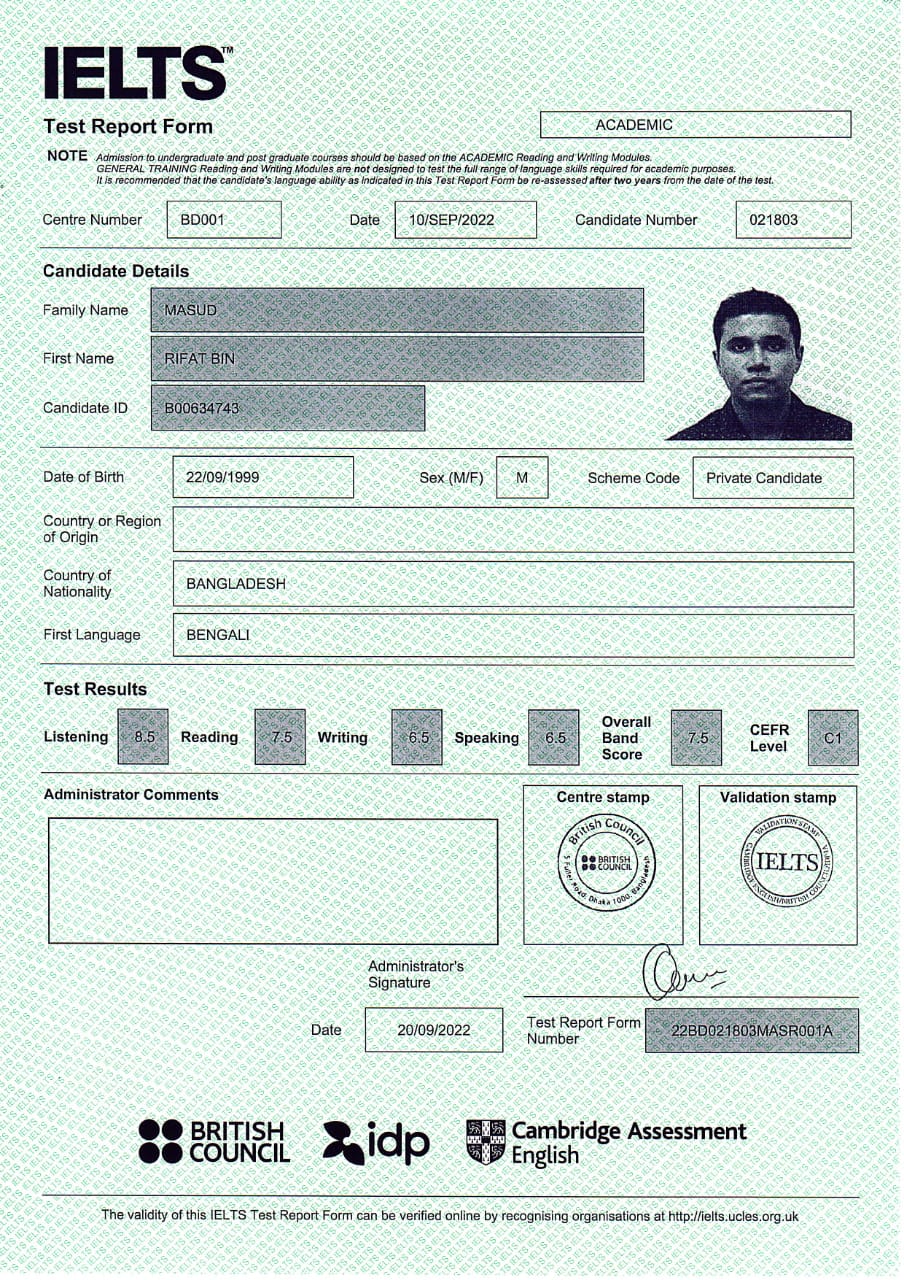 IELTS™
Test Report Form
ACADEMIC
NOTE Admission to undergraduate and post graduate courses should be based on the ACADEMIC Reading and Writing Modules.
GENERAL TRAINING Reading and Writing Modules are not designed to test the full range of language skills required for academic purposes.
It is recommended that the candidate's language ability as indicated in this Test Report Form be re-assessed after two years from the date of the test.
Centre Number BD001 Date 10/SEP/2022 Candidate Number 021803
Candidate Details
Family Name MASUD
First Name RIFAT BIN
Candidate ID B00634743
Date of Birth 22/09/1999 Sex (M/F) M Scheme Code Private Candidate
Country or Region
of Origin
Country of
Nationality
BANGLADESH
First Language BENGALI
Test Results
Listening 8.5 Reading 7.5 Writing 6.5 Speaking 6.5 Overall Band Score 7.5 CEFR Level C1
Administrator Comments
Centre stamp
British Council
BRITISH
COUNCIL
5 Fuller Road, Dhaka 1000, Bangladesh
Validation stamp
VALIDATION STAMP
IELTS
Administrator's
Signature
Date 20/09/2022
Test Report Form
Number
22BD021803MASR001A
BRITISH
COUNCIL
idp
Cambridge Assessment
English
The validity of this IELTS Test Report Form can be verified online by recognising organisations at http://ielts.ucles.org.uk